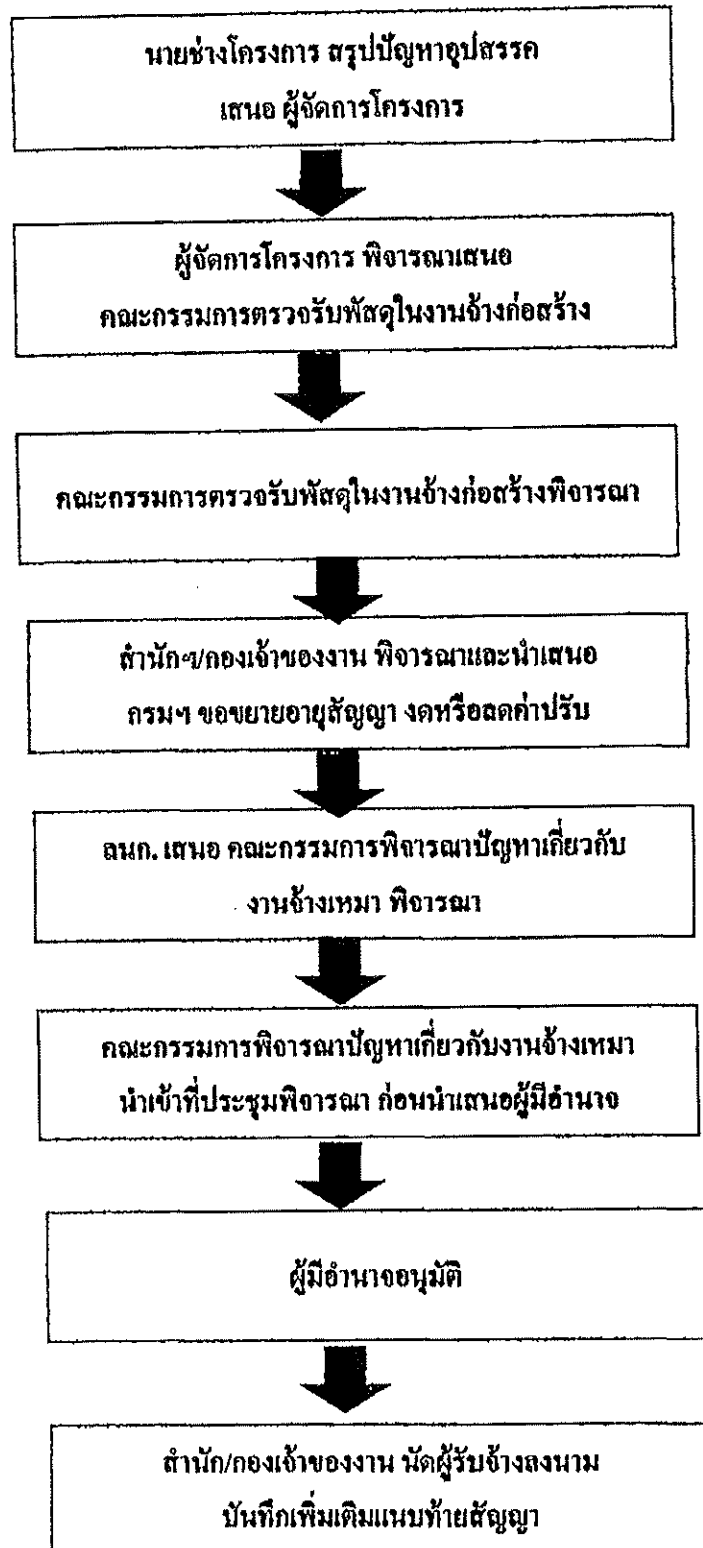 นายช่างโครงการ สรุปปัญหาอุปสรรค
เสนอ ผู้จัดการโครงการ
ผู้จัดการโครงการ พิจารณาเสนอ
คณะกรรมการตรวจรับพัสดุในงานจ้างก่อสร้าง
คณะกรรมการตรวจรับพัสดุในงานจ้างก่อสร้างพิจารณา
สำนักฯ/กองเจ้าของงาน พิจารณาและนำเสนอ
กรมฯ ขอขยายอายุสัญญา งดหรือลดค่าปรับ
ลนก. เสนอ คณะกรรมการพิจารณาปัญหาเกี่ยวกับ
งานจ้างเหมา พิจารณา
คณะกรรมการพิจารณาปัญหาเกี่ยวกับงานจ้างเหมา
นำเข้าที่ประชุมพิจารณา ก่อนนำเสนอผู้มีอำนาจ
ผู้มีอำนาจอนุมัติ
สำนัก/กองเจ้าของงาน นัดผู้รับจ้างลงนาม
บันทึกเพิ่มเติมแนบท้ายสัญญา